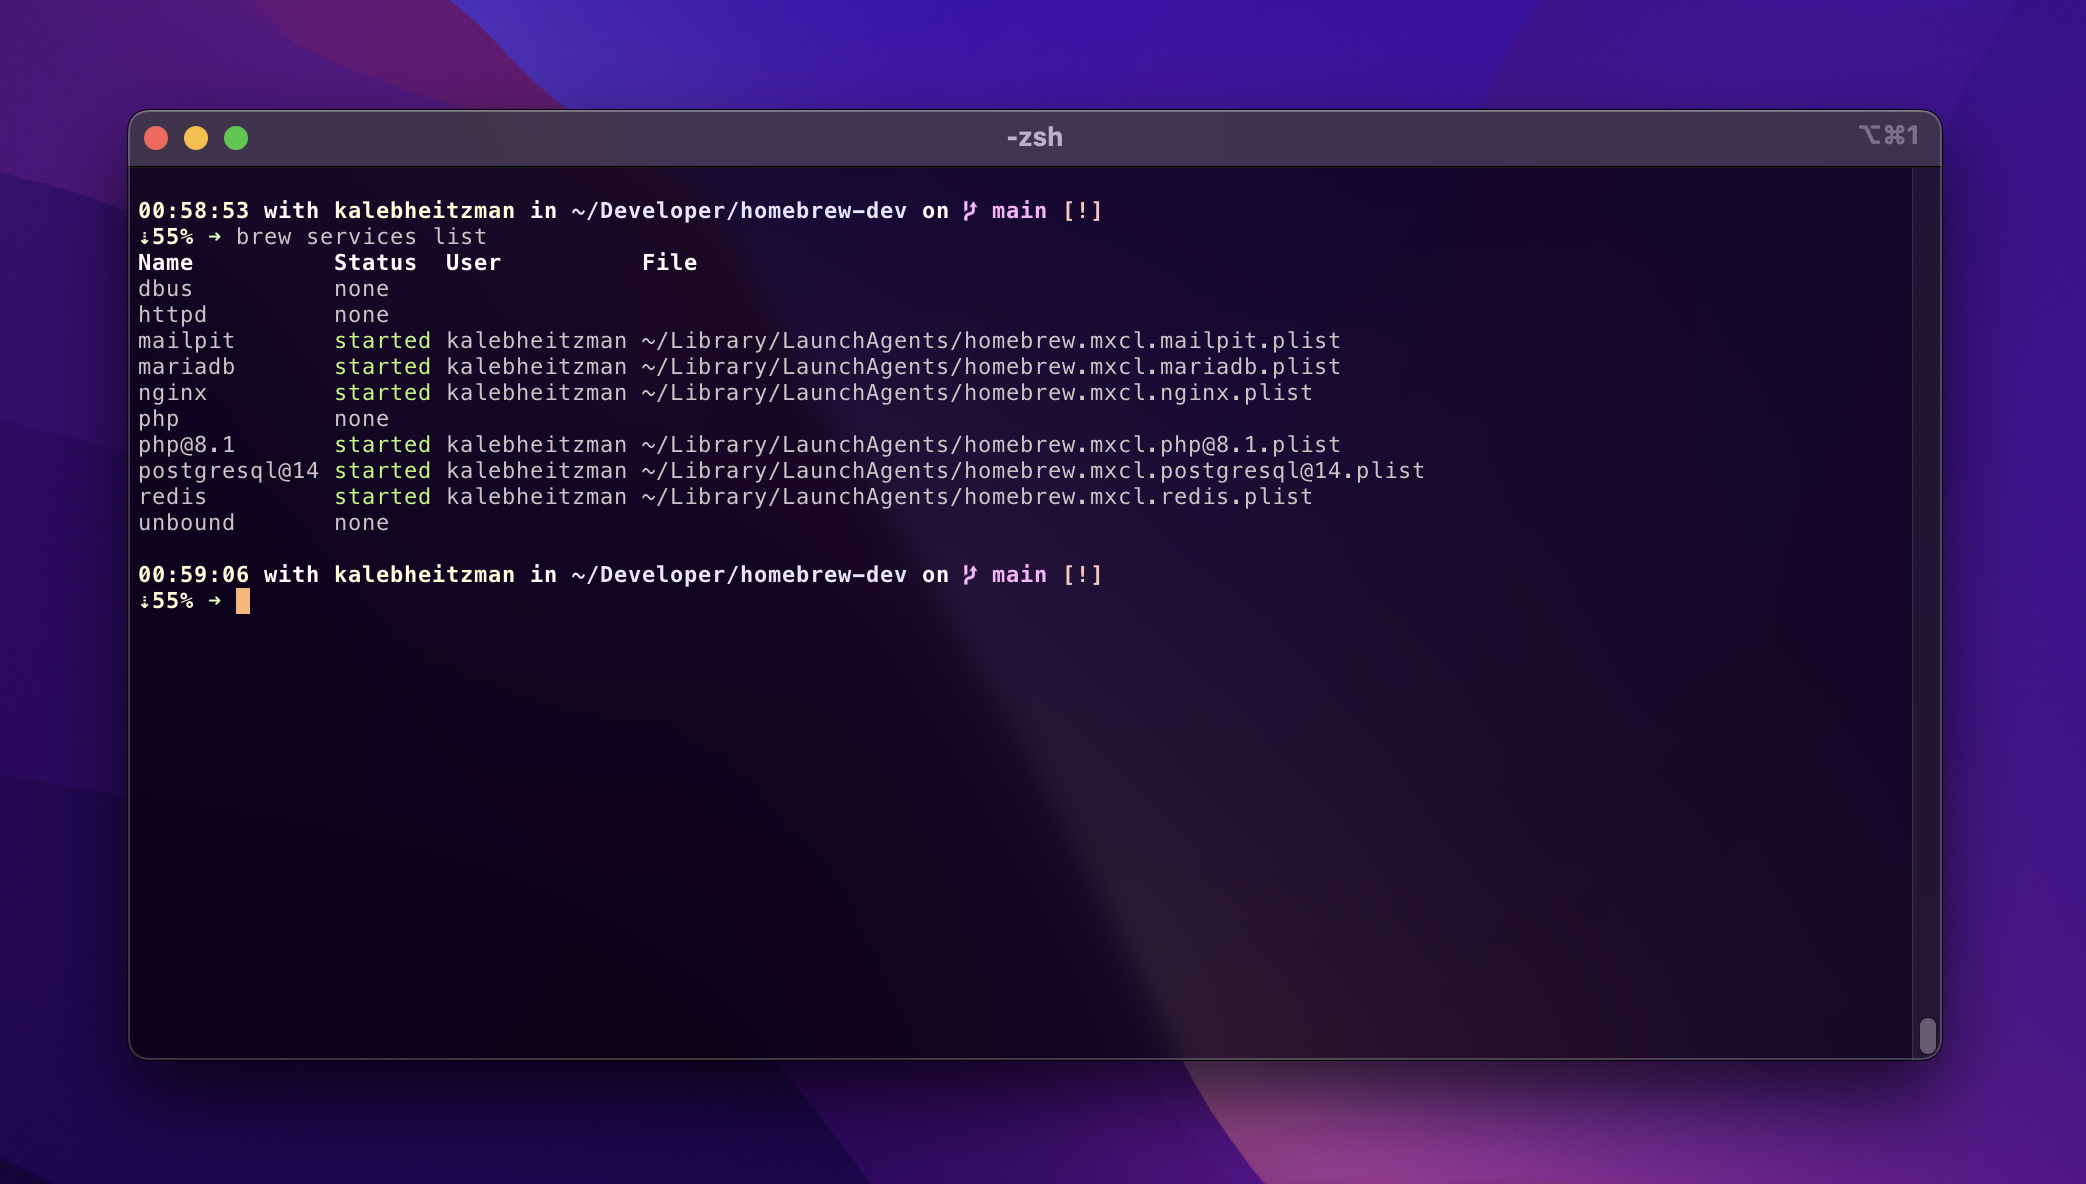 -zsh ⌥⌘1
00:58:53 with kalebheitzman in ~/Developer/homebrew-dev on main [!]
↓55% → brew services list
Name Status User File
dbus none
httpd none
mailpit started kalebheitzman ~/Library/LaunchAgents/homebrew.mxcl.mailpit.plist
mariadb started kalebheitzman ~/Library/LaunchAgents/homebrew.mxcl.mariadb.plist
nginx started kalebheitzman ~/Library/LaunchAgents/homebrew.mxcl.nginx.plist
php none
php@8.1 started kalebheitzman ~/Library/LaunchAgents/homebrew.mxcl.php@8.1.plist
postgresql@14 started kalebheitzman ~/Library/LaunchAgents/homebrew.mxcl.postgresql@14.plist
redis started kalebheitzman ~/Library/LaunchAgents/homebrew.mxcl.redis.plist
unbound none
00:59:06 with kalebheitzman in ~/Developer/homebrew-dev on main [!]
↓55% →